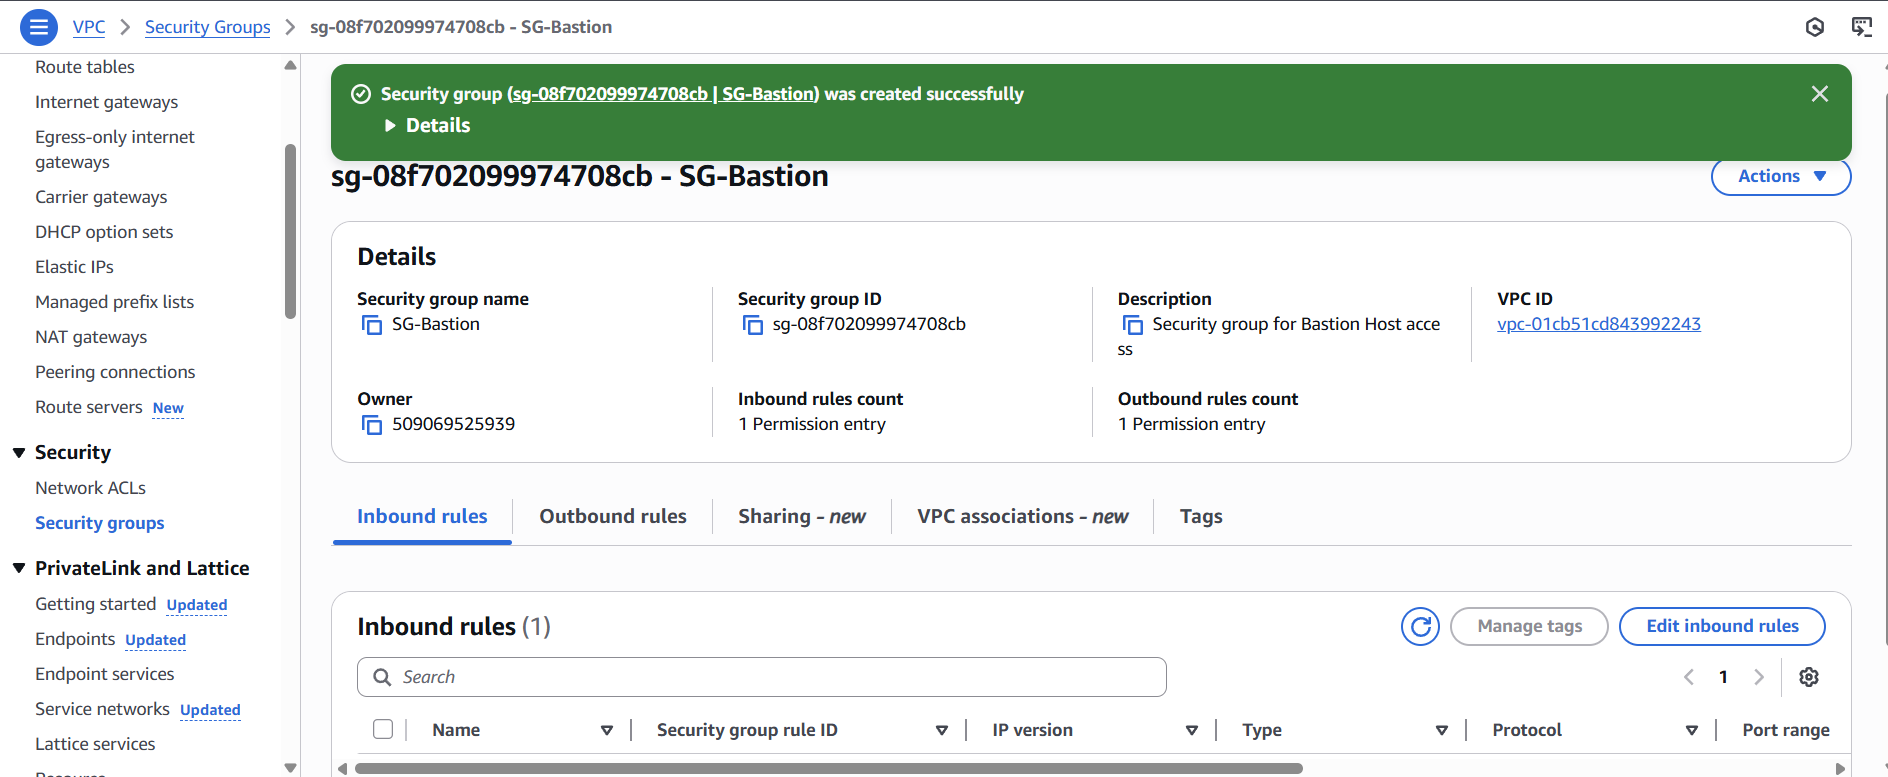 VPC > Security Groups > sg-08f702099974708cb - SG-Bastion
Route tables
Internet gateways
Egress-only internet
gateways
Carrier gateways
DHCP option sets
Elastic IPs
Managed prefix lists
NAT gateways
Peering connections
Route servers New
Security
Network ACLs
Security groups
PrivateLink and Lattice
Getting started Updated
Endpoints Updated
Endpoint services
Service networks Updated
Lattice services
Security group (sg-08f702099974708cb | SG-Bastion) was created successfully
Details
sg-08f702099974708cb - SG-Bastion
Actions
Details
Security group name
SG-Bastion
Security group ID
sg-08f702099974708cb
Description
Security group for Bastion Host acce
ss
VPC ID
vpc-01cb51cd843992243
Owner
509069525939
Inbound rules count
1 Permission entry
Outbound rules count
1 Permission entry
Inbound rules Outbound rules Sharing - new VPC associations - new Tags
Inbound rules (1)
Manage tags
Edit inbound rules
Search
1
Name Security group rule ID IP version Type Protocol Port range